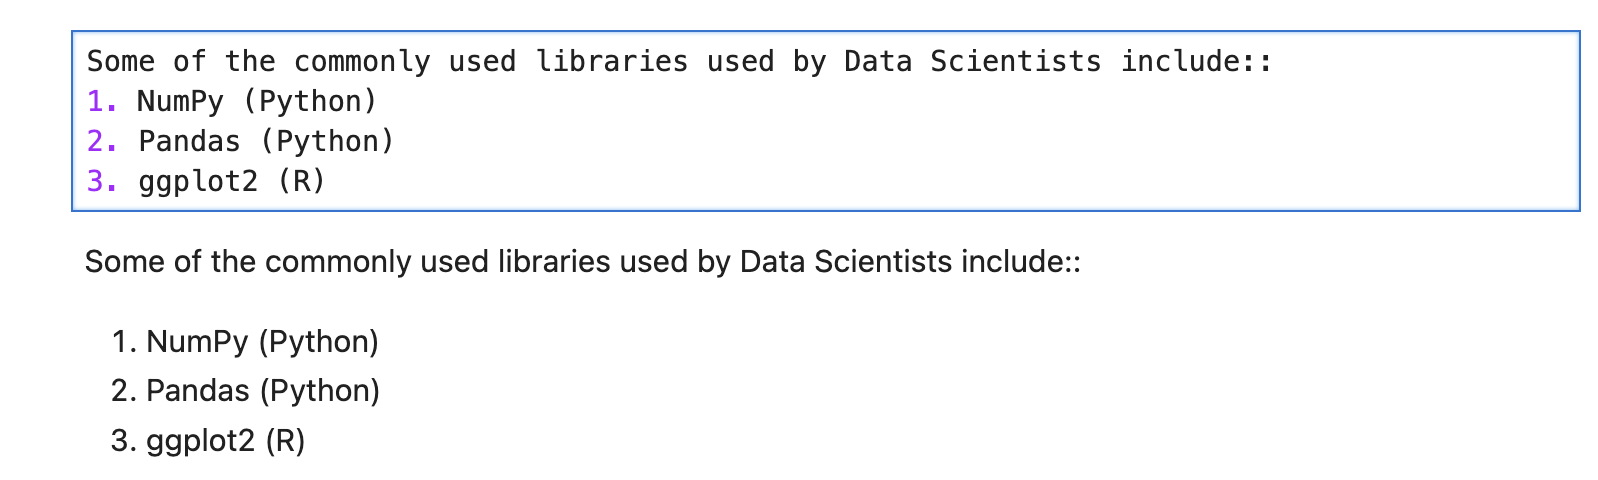 Some of the commonly used libraries used by Data Scientists include::
1. NumPy (Python)
2. Pandas (Python)
3. ggplot2 (R)
Some of the commonly used libraries used by Data Scientists include::
1. NumPy (Python)
2. Pandas (Python)
3. ggplot2 (R)